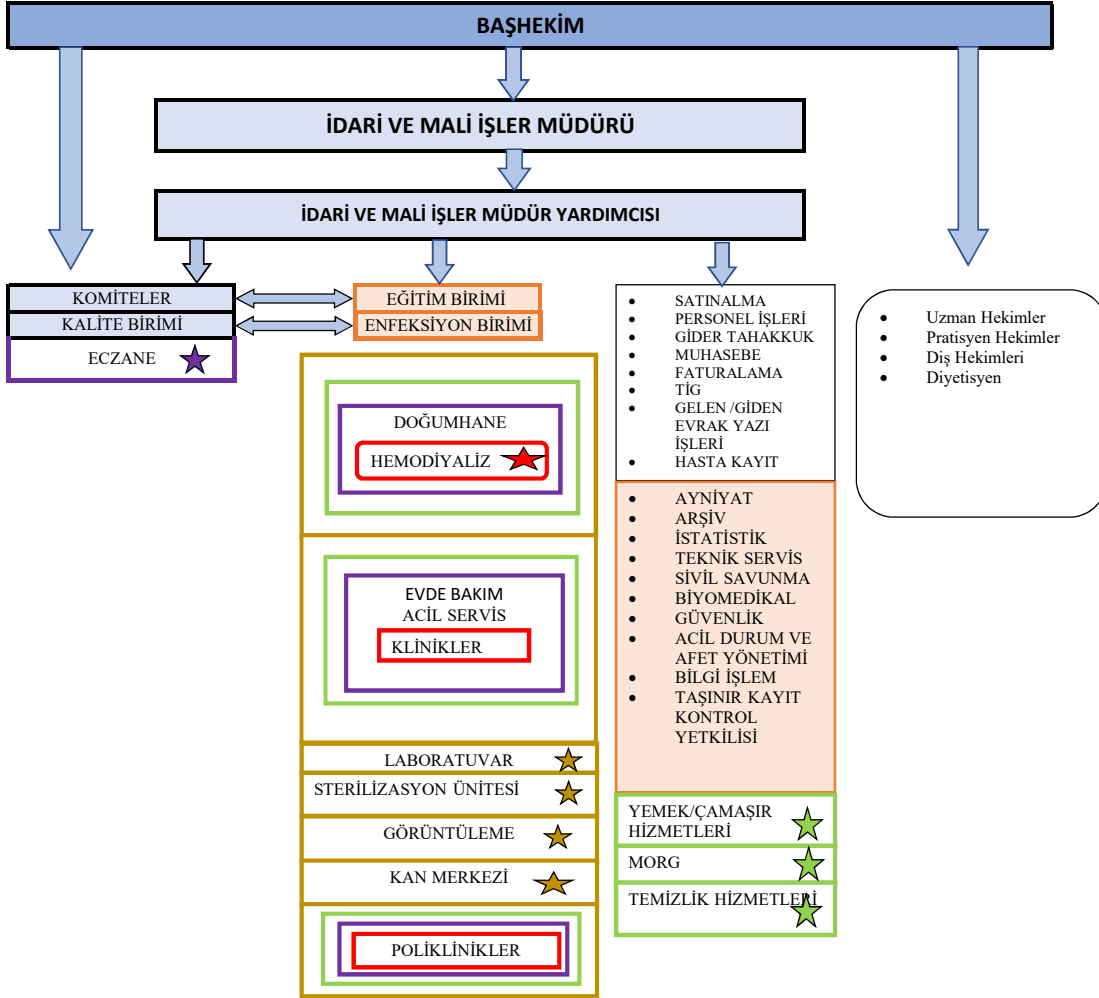 BAŞHEKİM
İDARİ VE MALİ İŞLER MÜDÜRÜ
İDARİ VE MALİ İŞLER MÜDÜR YARDIMCISI
KOMİTELER
KALİTE BİRİMİ
ECZANE
EĞİTİM BİRİMİ
ENFEKSİYON BİRİMİ
DOĞUMHANE
HEMODİYALİZ
EVDE BAKIM
ACİL SERVİS
KLİNİKLER
LABORATUVAR
STERİLİZASYON ÜNİTESİ
GÖRÜNTÜLEME
KAN MERKEZİ
POLİKLİNİKLER
• SATINALMA
• PERSONEL İŞLERİ
• GİDER TAHAKKUK
• MUHASEBE
• FATURALAMA
• TİG
• GELEN /GİDEN
EVRAK YAZI
İŞLERİ
• HASTA KAYIT
• AYNİYAT
• ARŞİV
• İSTATİSTİK
• TEKNİK SERVİS
• SİVİL SAVUNMA
• BİYOMEDİKAL
• GÜVENLİK
• ACİL DURUM VE
AFET YÖNETİMİ
• BİLGİ İŞLEM
• TAŞINIR KAYIT
KONTROL
YETKİLİSİ
YEMEK/ÇAMAŞIR
HİZMETLERİ
MORG
TEMİZLİK HİZMETLERİ
• Uzman Hekimler
• Pratisyen Hekimler
• Diş Hekimleri
• Diyetisyen